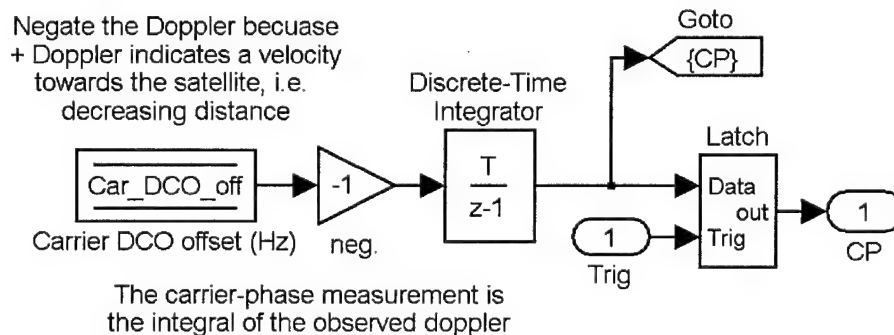 Negate the Doppler becuase
+ Doppler indicates a velocity
towards the satellite, i.e.
decreasing distance
Goto
{CP}
Discrete-Time
Integrator
Latch
Car_DCO_off
-1
T
z-1
Data
out
Trig
1
CP
Carrier DCO offset (Hz)
neg.
1
Trig
The carrier-phase measurement is
the integral of the observed doppler